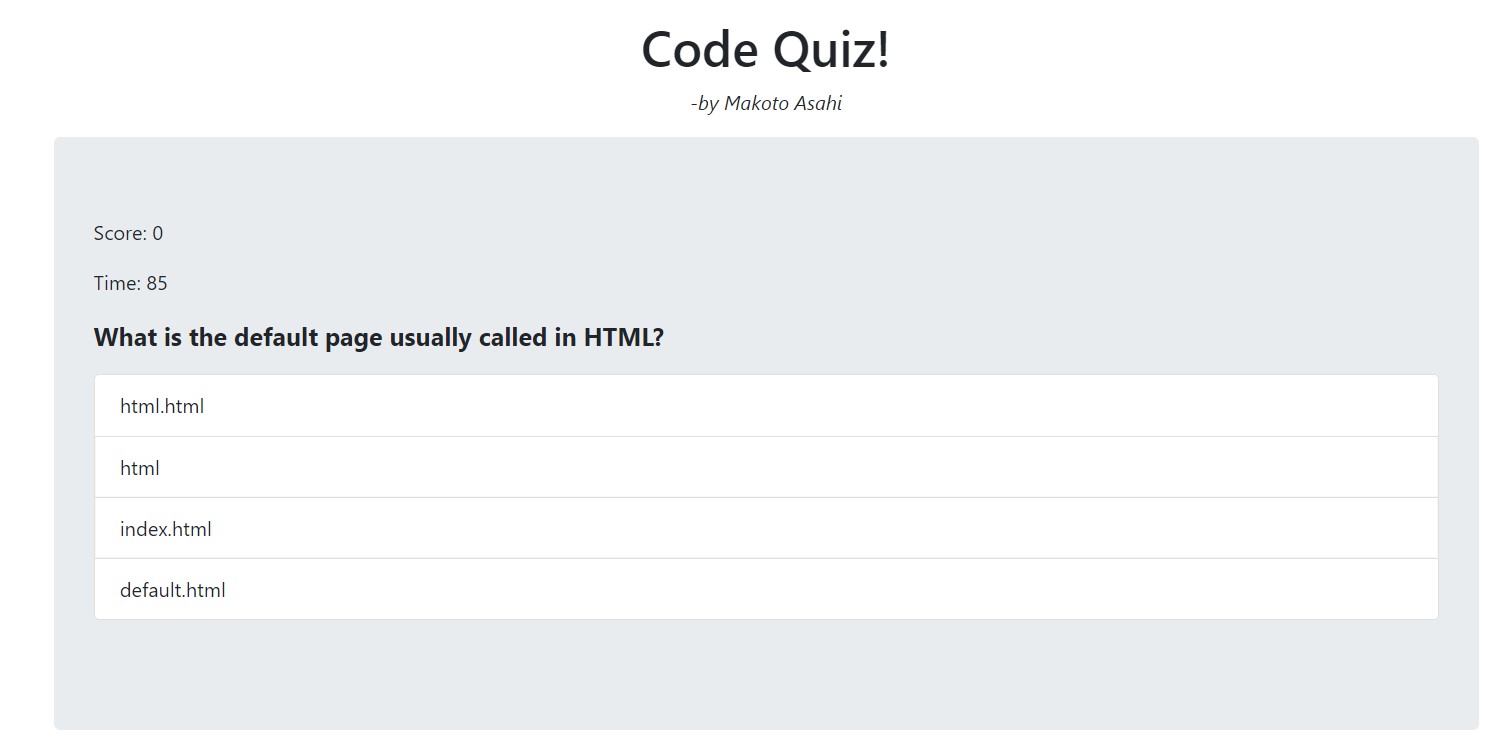 Code Quiz!
-by Makoto Asahi
Score: 0
Time: 85
What is the default page usually called in HTML?
html.html
html
index.html
default.html